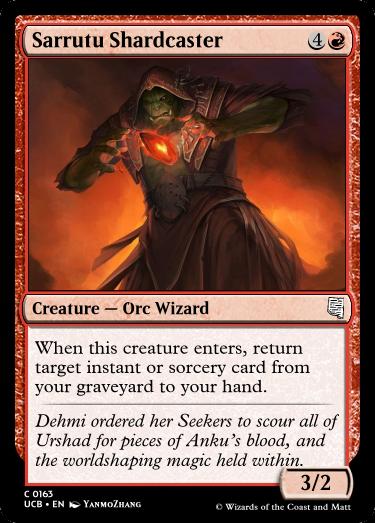 Sarrutu Shardcaster 4
Creature — Orc Wizard
When this creature enters, return
target instant or sorcery card from
your graveyard to your hand.
Dehmi ordered her Seekers to scour all of
Urshad for pieces of Anku's blood, and
the worldshaping magic held within.
3/2
C 0163
UCB • EN YANMOZHANG
© Wizards of the Coast and Matt